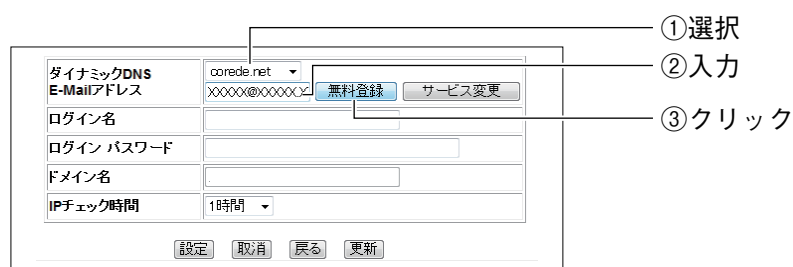 ①選択
ダイナミックDNS
corede.net
②入力
E-Mailアドレス
無料登録
サービス変更
ログイン名
③クリック
ログイン パスワード
ドメイン名
IPチェック時間
1時間
設定
取消
戻る
更新